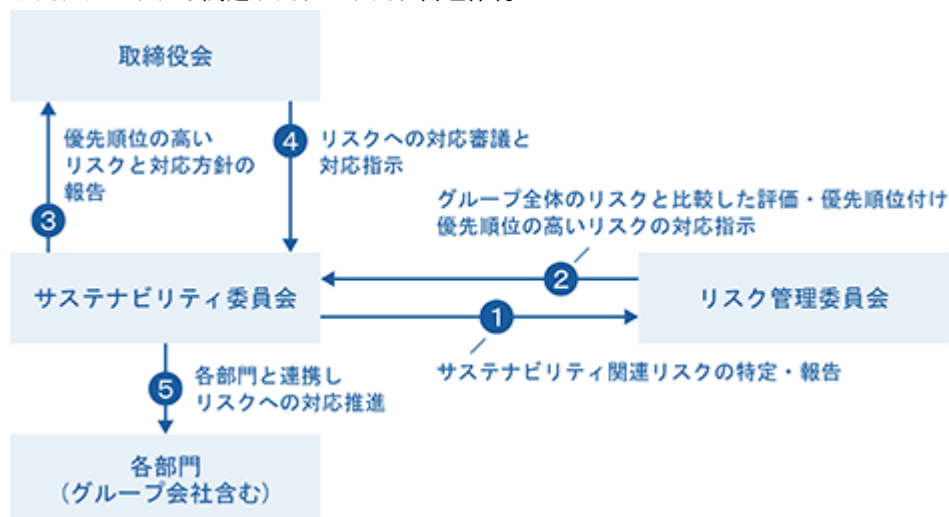 取締役会
優先順位の高い
リスクと対応方針の
報告
3
4
リスクへの対応審議と
対応指示
グループ全体のリスクと比較した評価・優先順位付け
優先順位の高いリスクの対応指示
サステナビリティ委員会
2
1
リスク管理委員会
サステナビリティ関連リスクの特定・報告
5
各部門と連携し
リスクへの対応推進
各部門
（グループ会社含む）